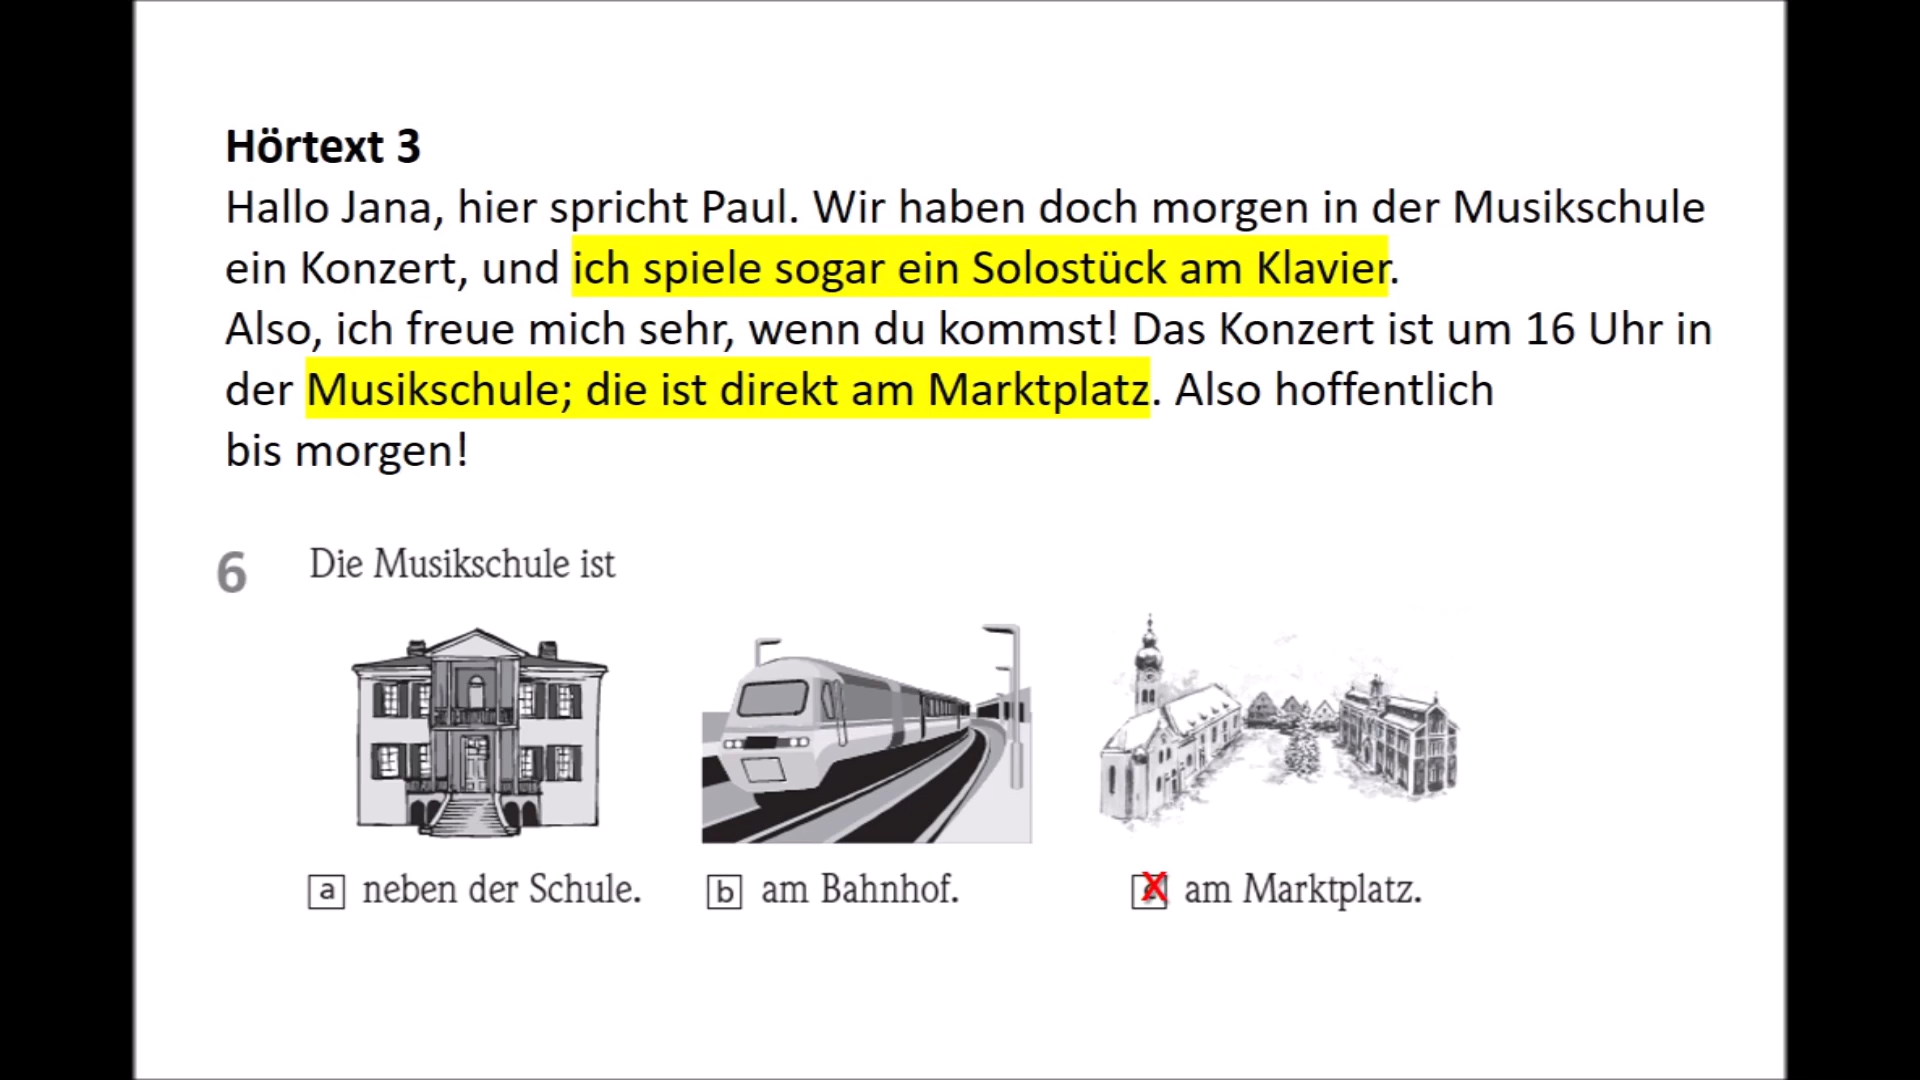 Hörtext 3
Hallo Jana, hier spricht Paul. Wir haben doch morgen in der Musikschule
ein Konzert, und ich spiele sogar ein Solostück am Klavier.
Also, ich freue mich sehr, wenn du kommst! Das Konzert ist um 16 Uhr in
der Musikschule; die ist direkt am Marktplatz. Also hoffentlich
bis morgen!
6 Die Musikschule ist
a neben der Schule. b am Bahnhof. X am Marktplatz.